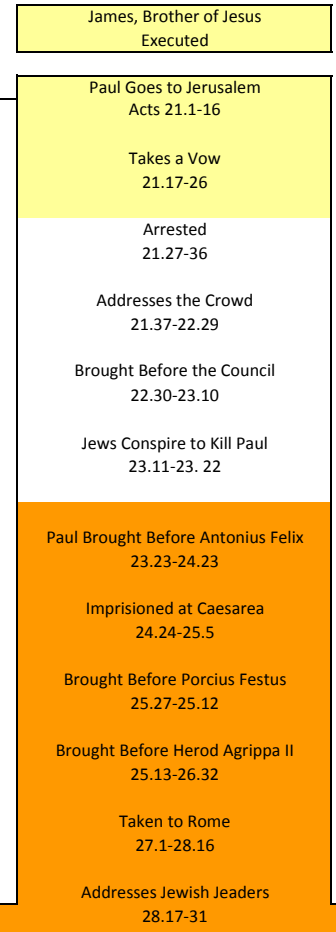 James, Brother of Jesus
Executed
Paul Goes to Jerusalem
Acts 21.1-16
Takes a Vow
21.17-26
Arrested
21.27-36
Addresses the Crowd
21.37-22.29
Brought Before the Council
22.30-23.10
Jews Conspire to Kill Paul
23.11-23. 22
Paul Brought Before Antonius Felix
23.23-24.23
Imprisioned at Caesarea
24.24-25.5
Brought Before Porcius Festus
25.27-25.12
Brought Before Herod Agrippa II
25.13-26.32
Taken to Rome
27.1-28.16
Addresses Jewish Jeaders
28.17-31